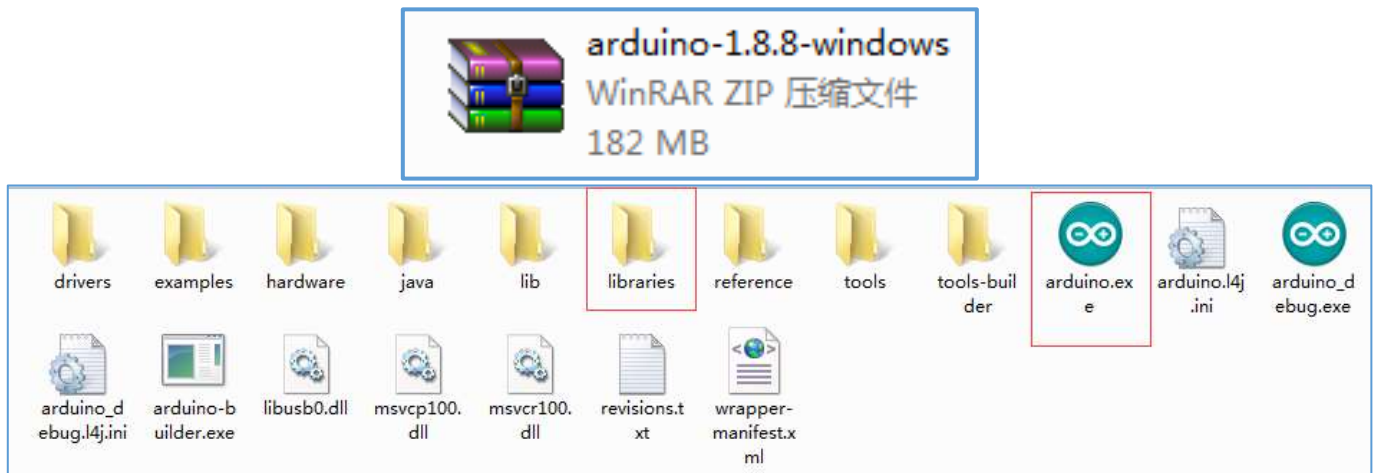 arduino-1.8.8-windows
WinRAR ZIP 压缩文件
182 MB
drivers examples hardware java lib libraries reference tools tools-buil arduino.ex arduino.l4j arduino_d
der e .ini ebug.exe
arduino_d arduino-b libusb0.dll msvcp100. msvcr100. revisions.t wrapper-
ebug.l4j.ini uilder.exe dll dll xt manifest.x
ml